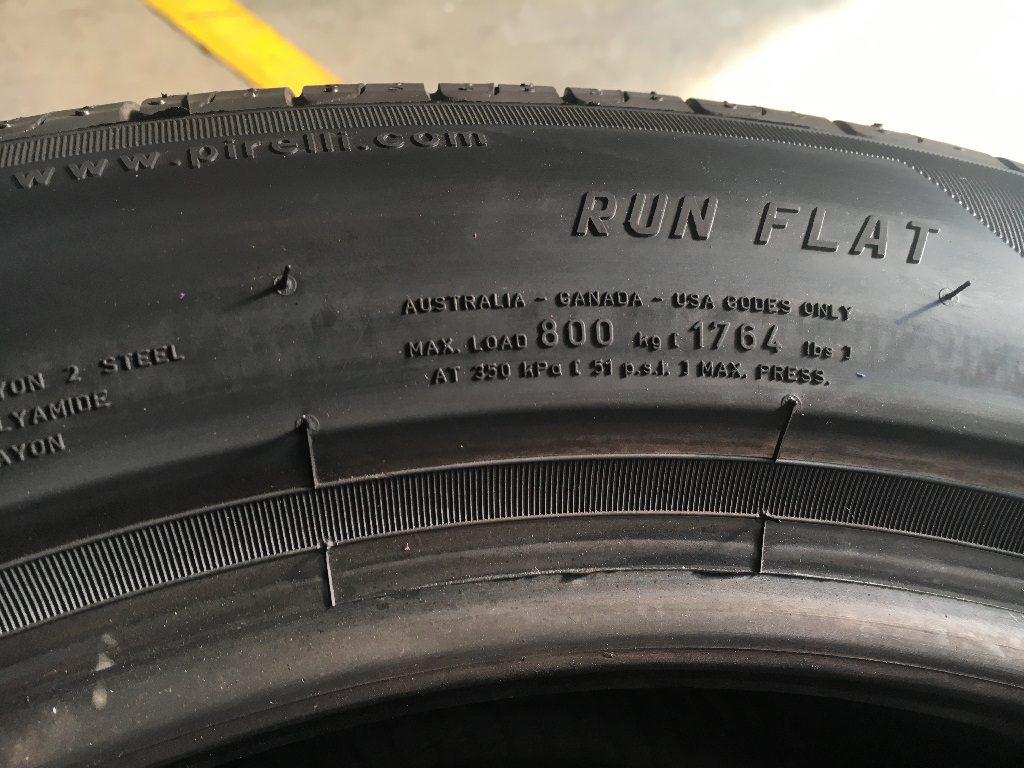 www.pirelli.com
RUN FLAT
AUSTRALIA - CANADA - USA CODES ONLY
MAX. LOAD 800 kg [ 1764 lbs ]
AT 350 kPa [ 51 p.s.i. ] MAX. PRESS.
YON 2 STEEL
LYAMIDE
AYON